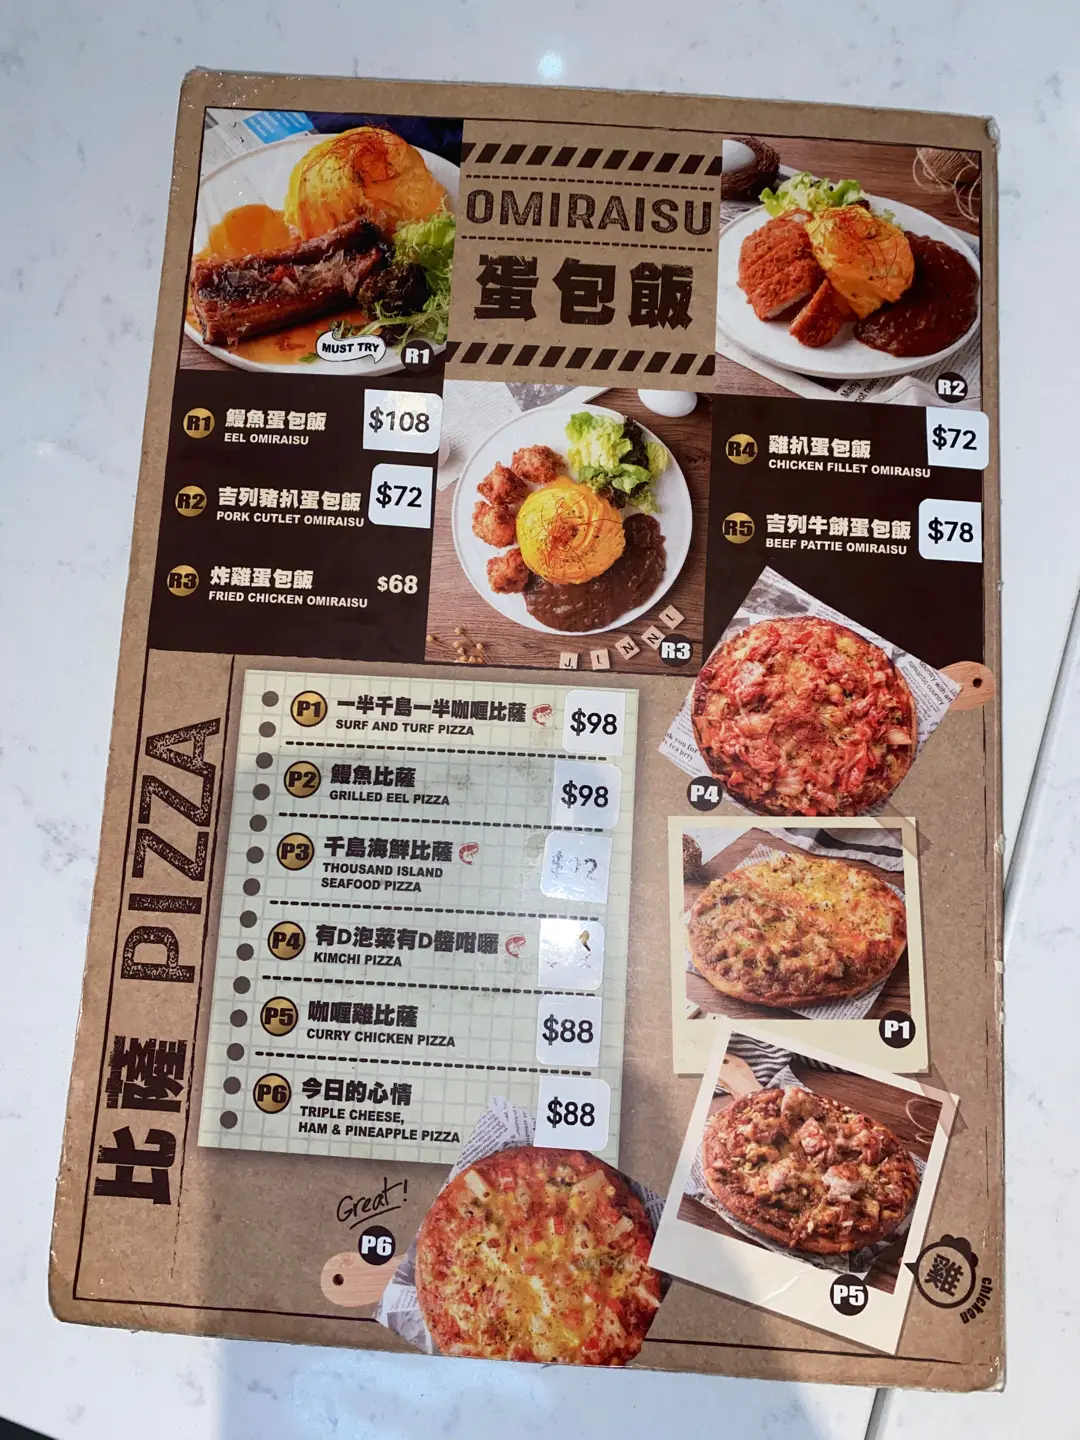 OMIRAISU
蛋包飯
MUST TRY
R1
R2
R1 鰻魚蛋包飯 $108
EEL OMIRAISU
R2 吉列豬扒蛋包飯 $72
PORK CUTLET OMIRAISU
R3 炸雞蛋包飯 $68
FRIED CHICKEN OMIRAISU
R4 雞扒蛋包飯 $72
CHICKEN FILLET OMIRAISU
R5 吉列牛餅蛋包飯 $78
BEEF PATTIE OMIRAISU
JINNL
R3
比薩 PIZZA
P1 一半千島一半咖喱比薩 $98
SURF AND TURF PIZZA
P2 鰻魚比薩 $98
GRILLED EEL PIZZA
P3 千島海鮮比薩
THOUSAND ISLAND
SEAFOOD PIZZA
P4 有D泡菜有D醬咁囉
KIMCHI PIZZA
P5 咖喱雞比薩 $88
CURRY CHICKEN PIZZA
P6 今日的心情 $88
TRIPLE CHEESE,
HAM & PINEAPPLE PIZZA
P4
P1
P5
Great!
P6
雞
chicken